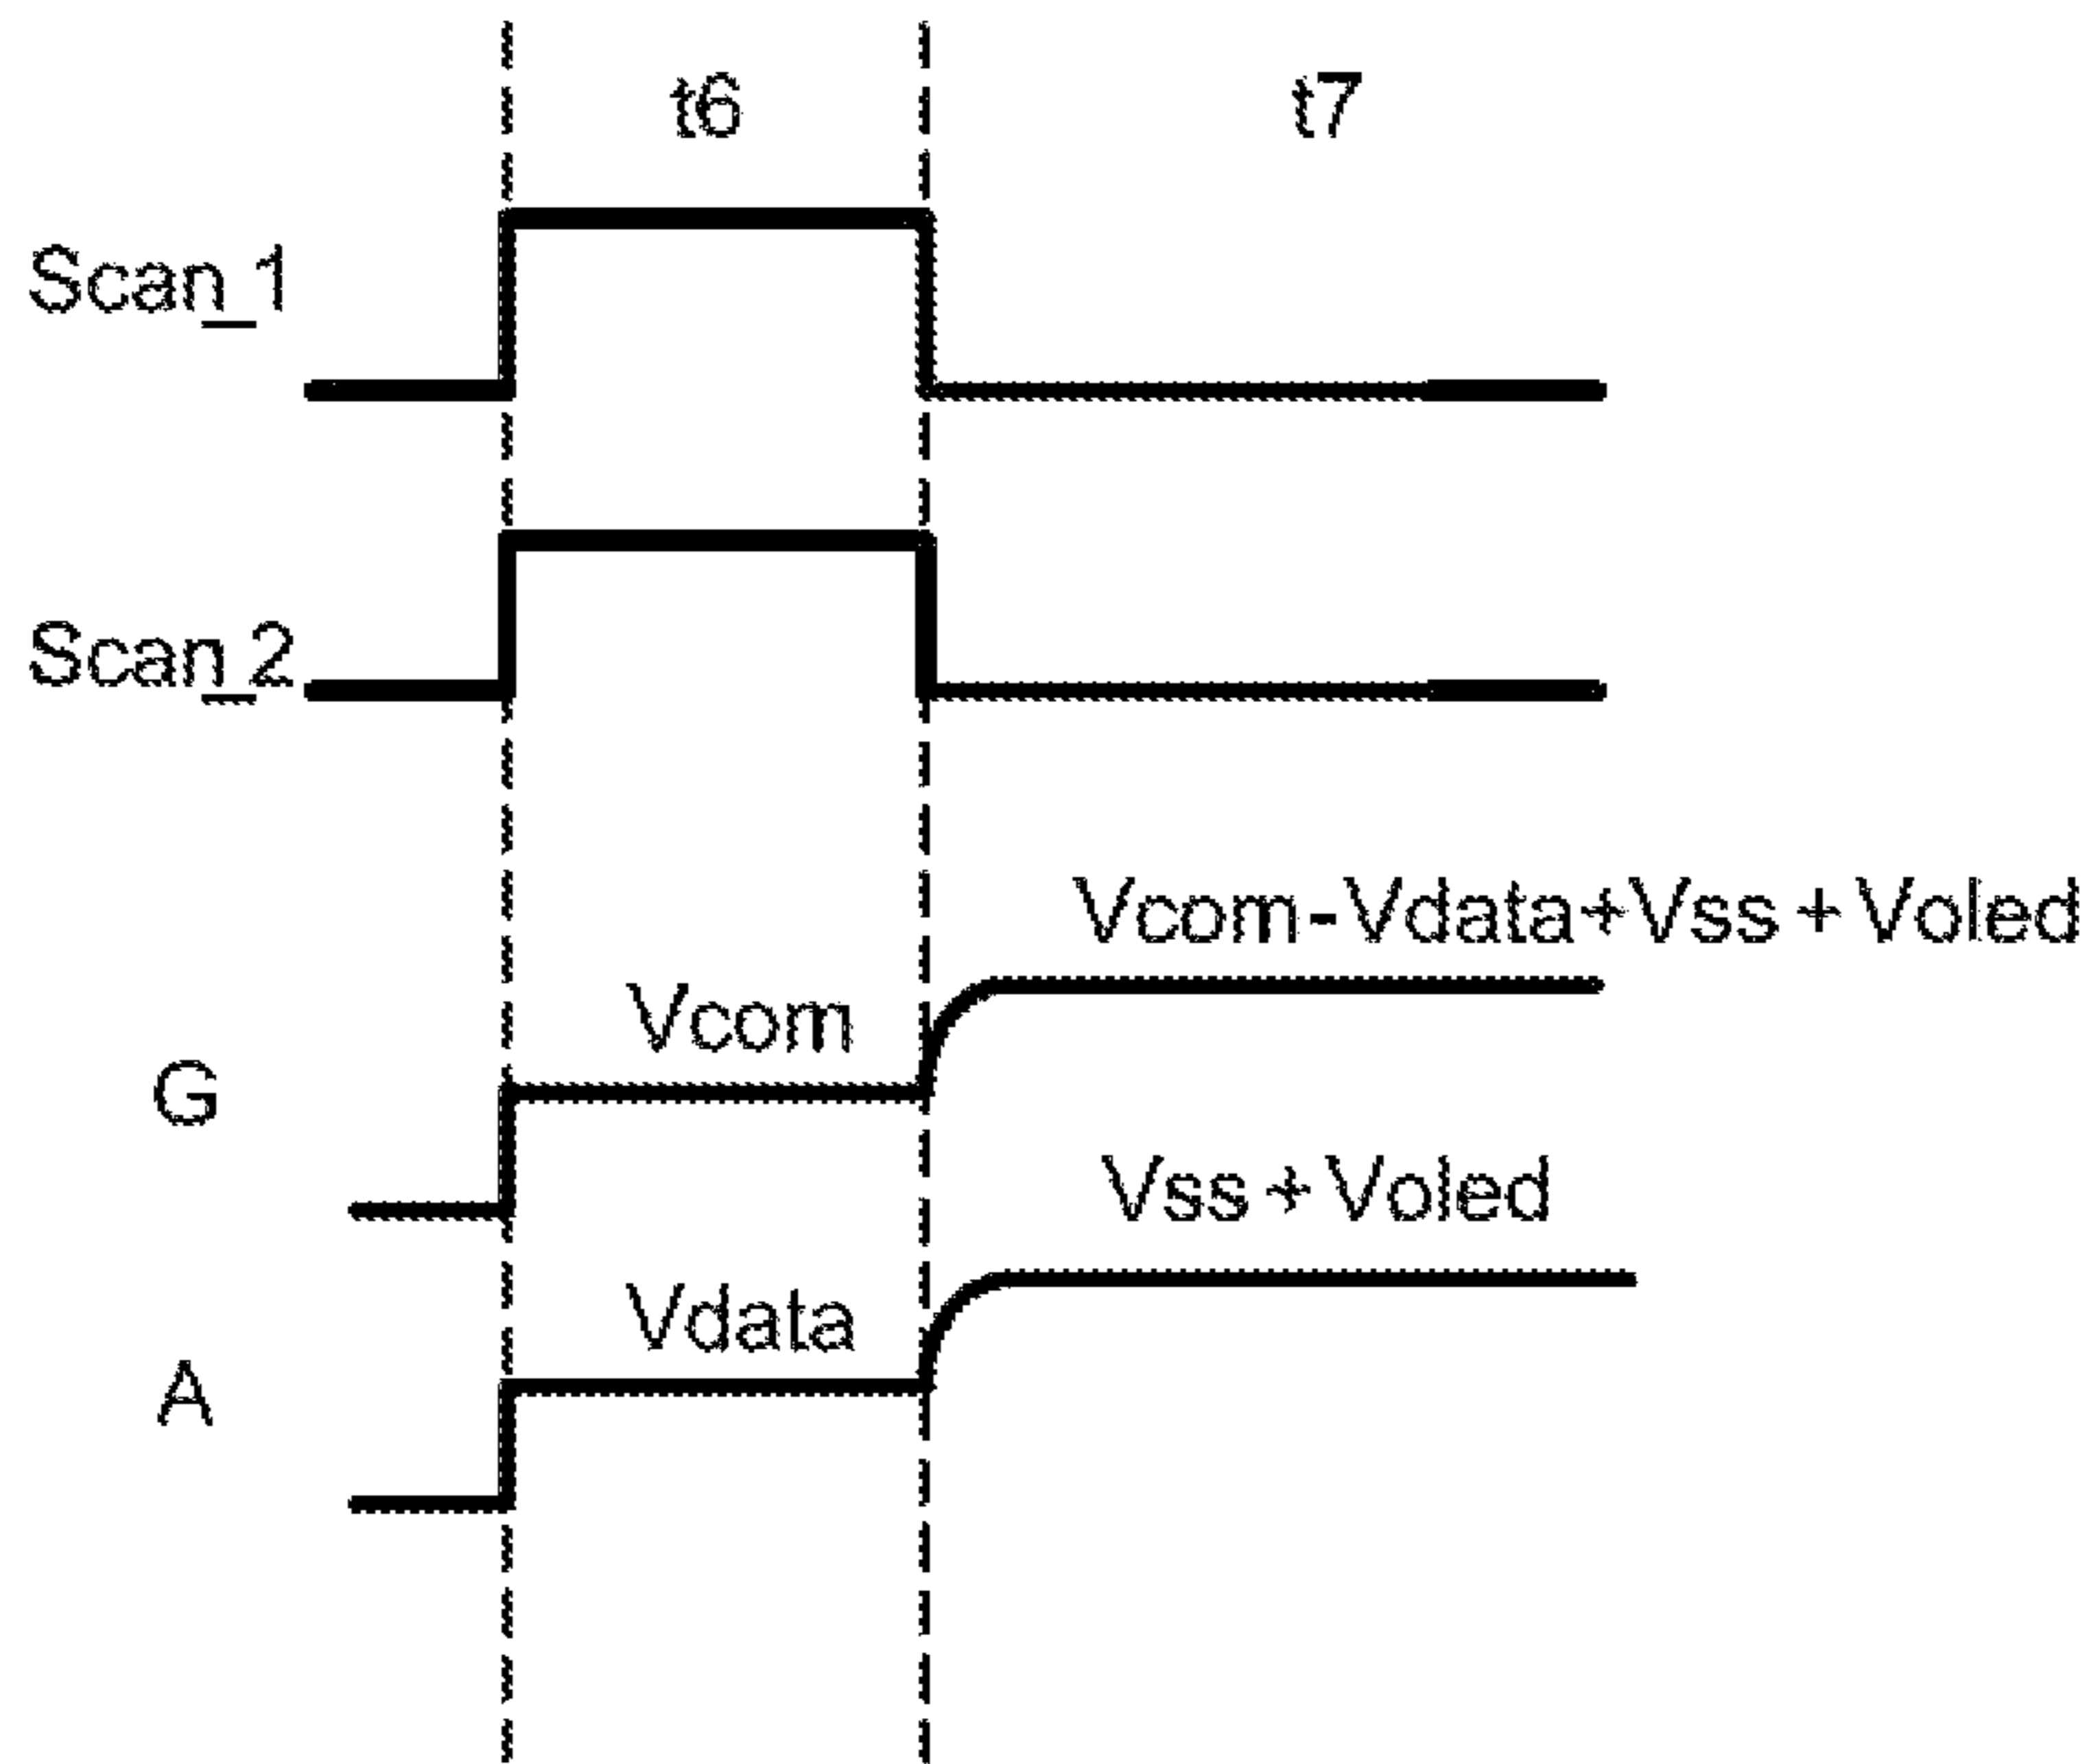 t6 t7
Scan_1
Scan_2
Vcom-Vdata+Vss+Voled
Vcom
G
Vss+Voled
Vdata
A